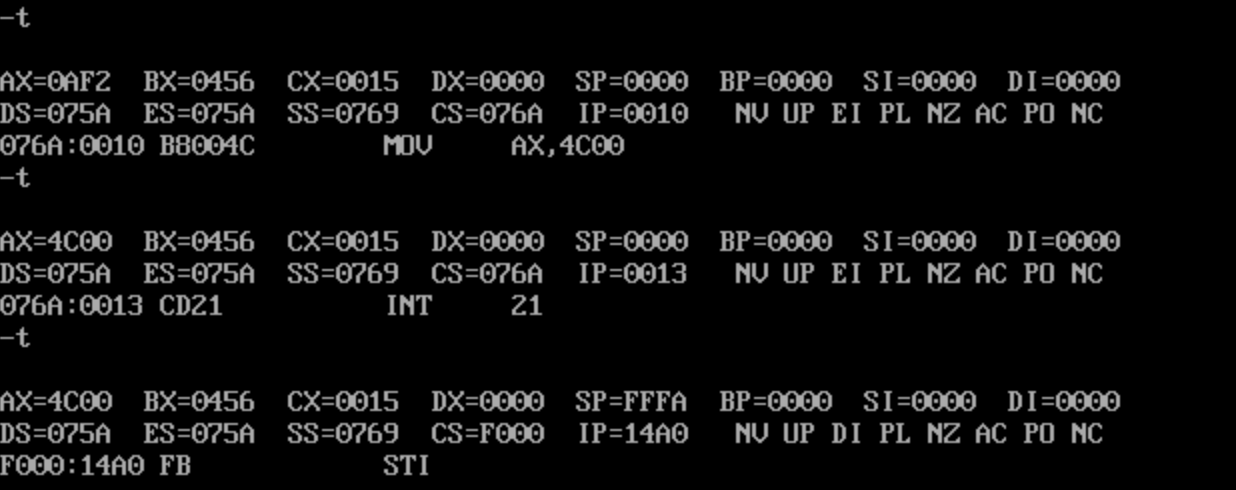 -t
AX=0AF2 BX=0456 CX=0015 DX=0000 SP=0000 BP=0000 SI=0000 DI=0000
DS=075A ES=075A SS=0769 CS=076A IP=0010 NV UP EI PL NZ AC PO NC
076A:0010 B8004C MOV AX,4C00
-t
AX=4C00 BX=0456 CX=0015 DX=0000 SP=0000 BP=0000 SI=0000 DI=0000
DS=075A ES=075A SS=0769 CS=076A IP=0013 NV UP EI PL NZ AC PO NC
076A:0013 CD21 INT 21
-t
AX=4C00 BX=0456 CX=0015 DX=0000 SP=FFFA BP=0000 SI=0000 DI=0000
DS=075A ES=075A SS=0769 CS=F000 IP=14A0 NV UP DI PL NZ AC PO NC
F000:14A0 FB STI